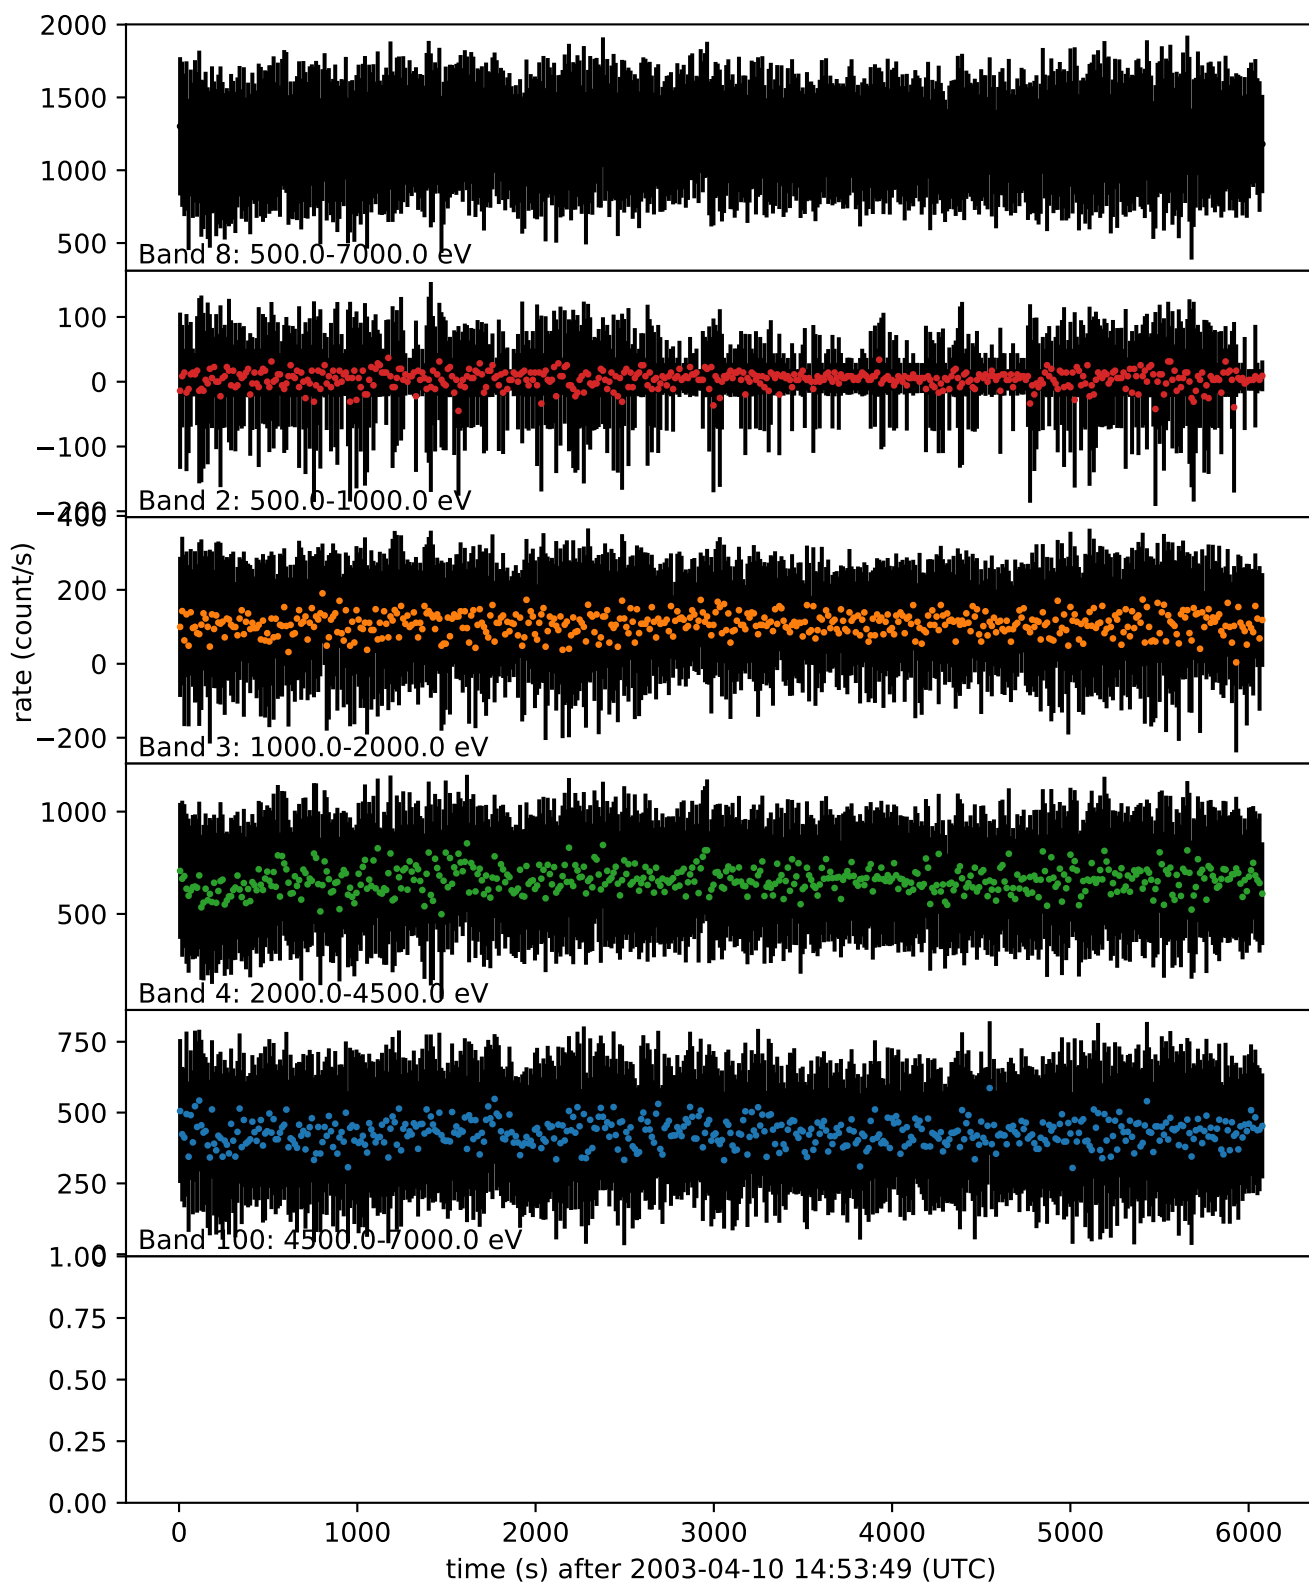 2000
1500
1000
500
Band 8: 500.0-7000.0 eV
100
0
−100
−200
Band 2: 500.0-1000.0 eV
400
200
0
−200
Band 3: 1000.0-2000.0 eV
rate (count/s)
1000
500
Band 4: 2000.0-4500.0 eV
750
500
250
0
Band 100: 4500.0-7000.0 eV
1.00
0.75
0.50
0.25
0.00
0 1000 2000 3000 4000 5000 6000
time (s) after 2003-04-10 14:53:49 (UTC)